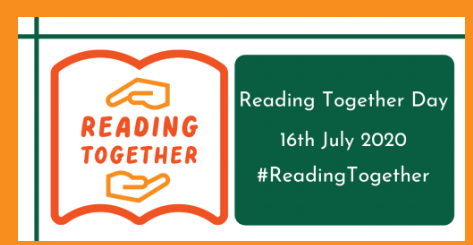 READING
TOGETHER
Reading Together Day
16th July 2020
#ReadingTogether